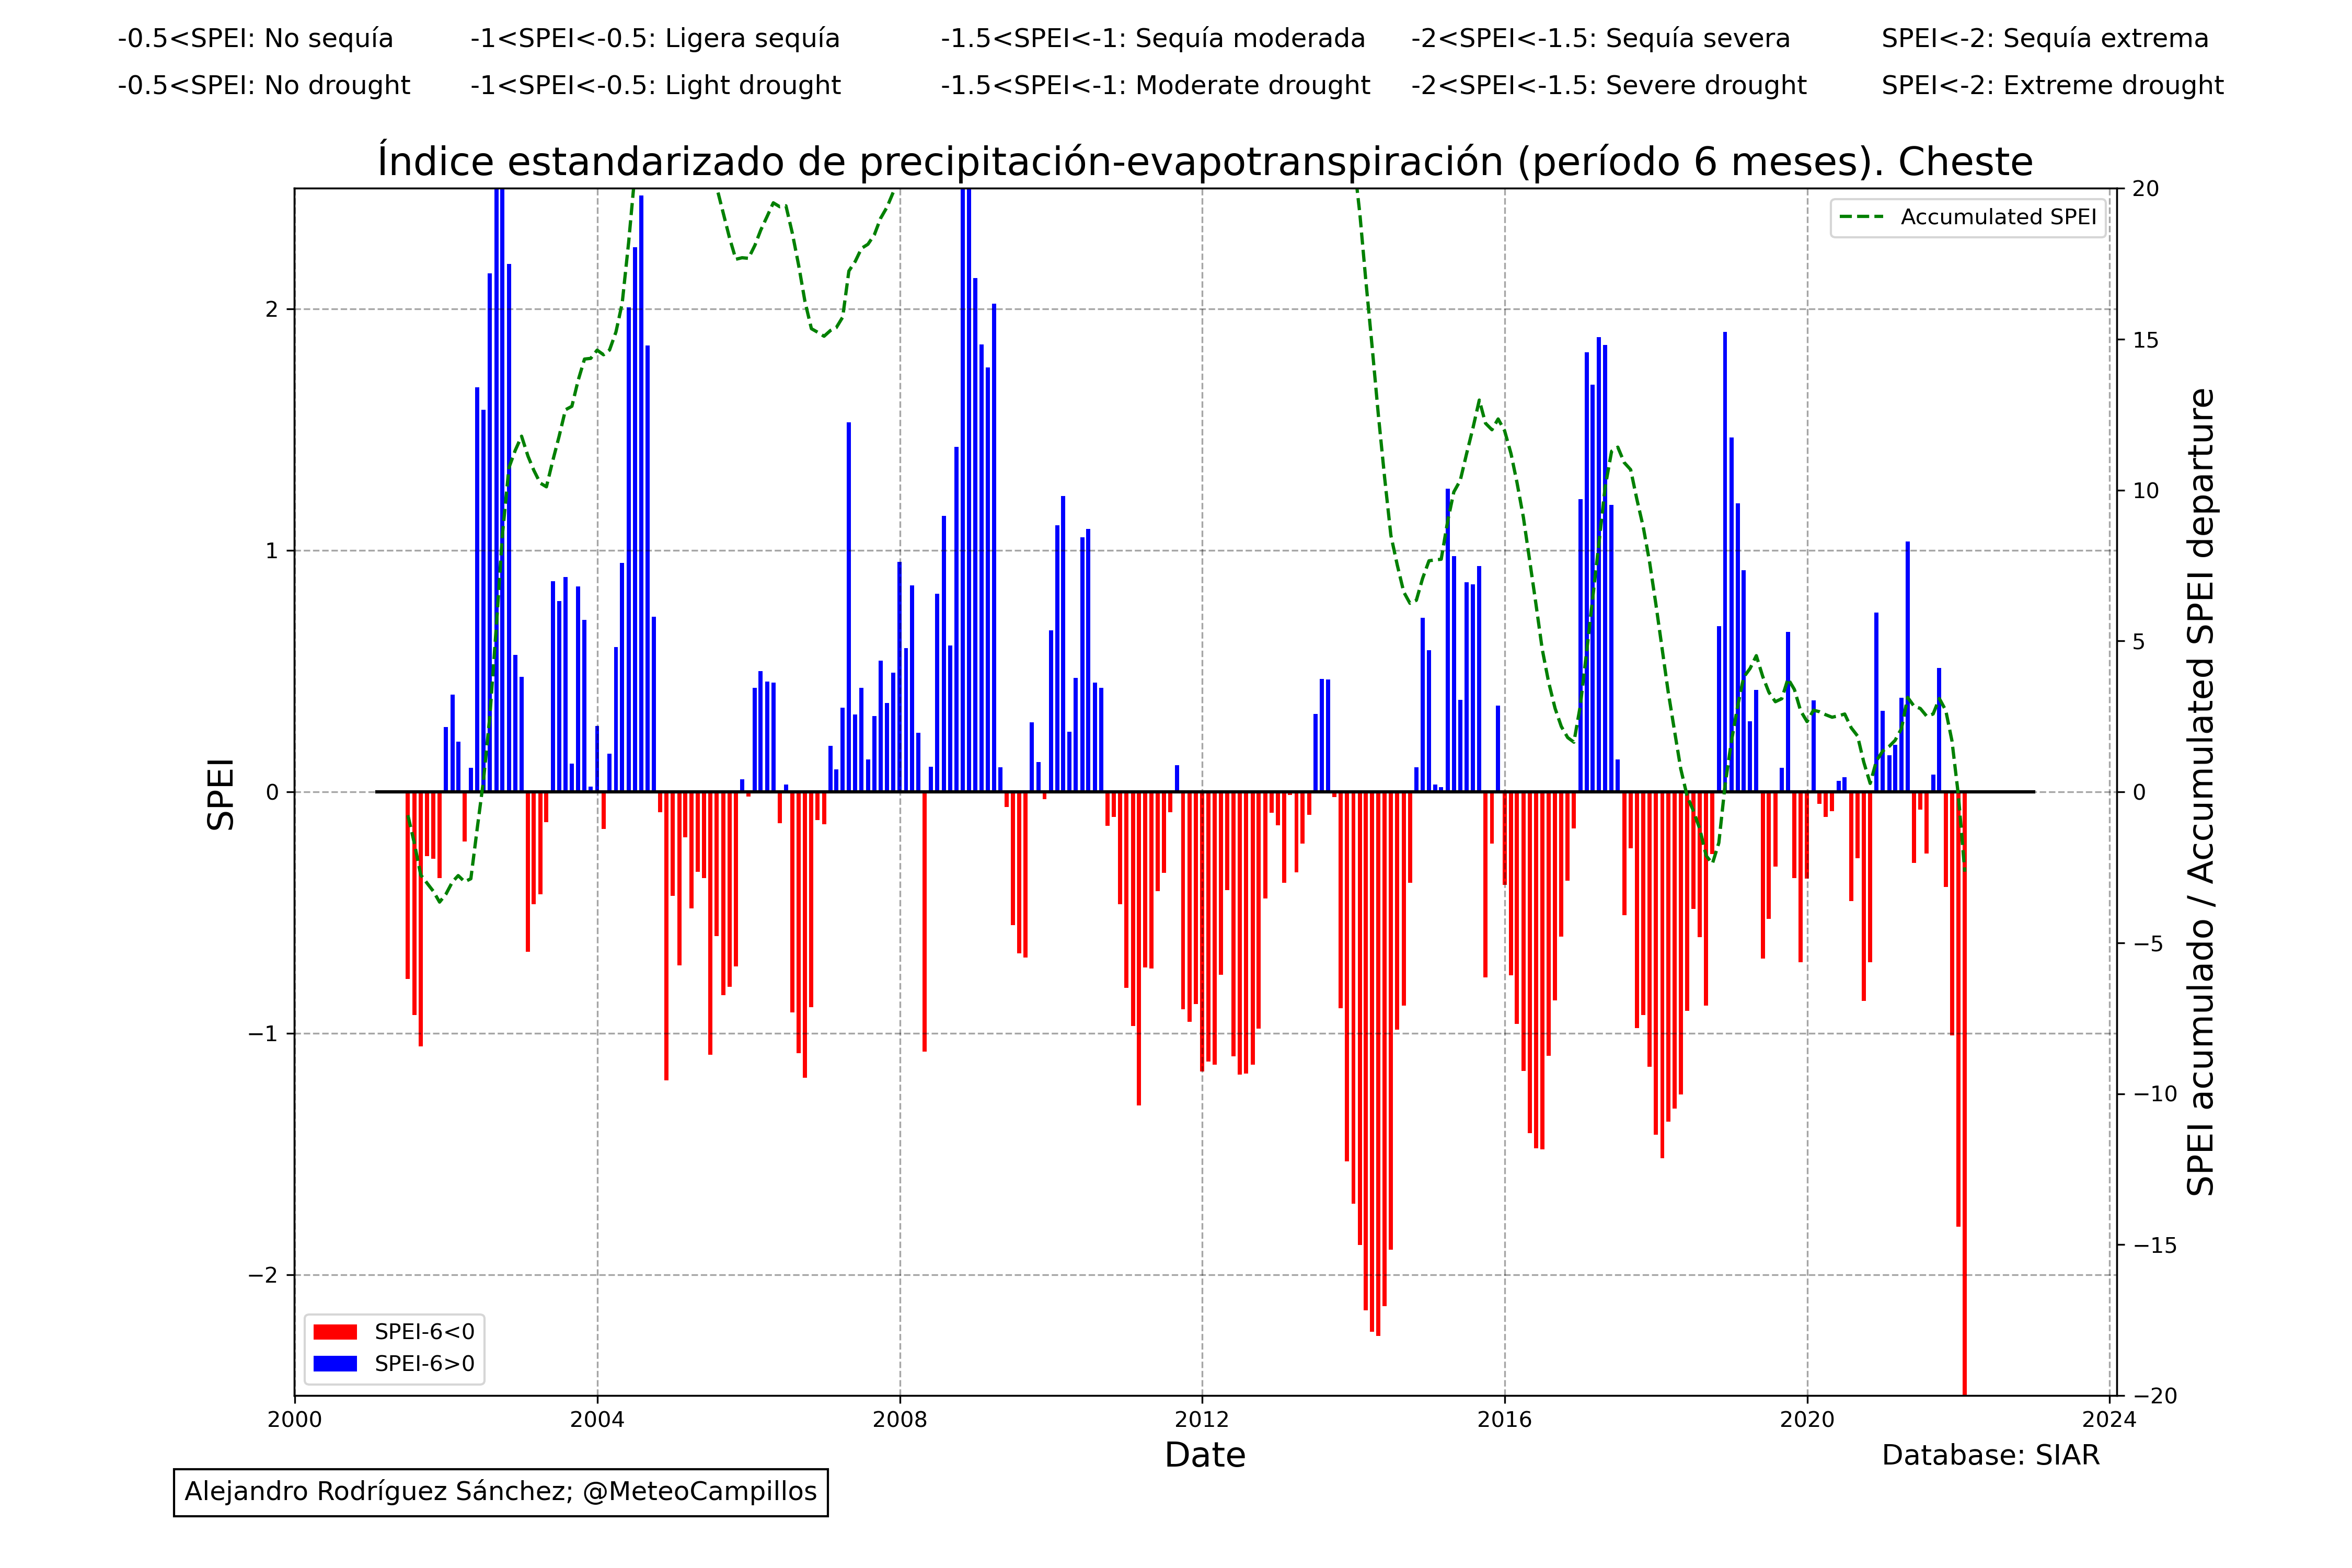 -0.5<SPEI: No sequía -1<SPEI<-0.5: Ligera sequía -1.5<SPEI<-1: Sequía moderada -2<SPEI<-1.5: Sequía severa SPEI<-2: Sequía extrema
-0.5<SPEI: No drought -1<SPEI<-0.5: Light drought -1.5<SPEI<-1: Moderate drought -2<SPEI<-1.5: Severe drought SPEI<-2: Extreme drought
Índice estandarizado de precipitación-evapotranspiración (período 6 meses). Cheste
Accumulated SPEI
SPEI
2
1
0
−1
−2
20
15
10
5
0
−5
−10
−15
−20
SPEI acumulado / Accumulated SPEI departure
SPEI-6<0
SPEI-6>0
2000 2004 2008 2012 2016 2020 2024
Date
Database: SIAR
Alejandro Rodríguez Sánchez; @MeteoCampillos